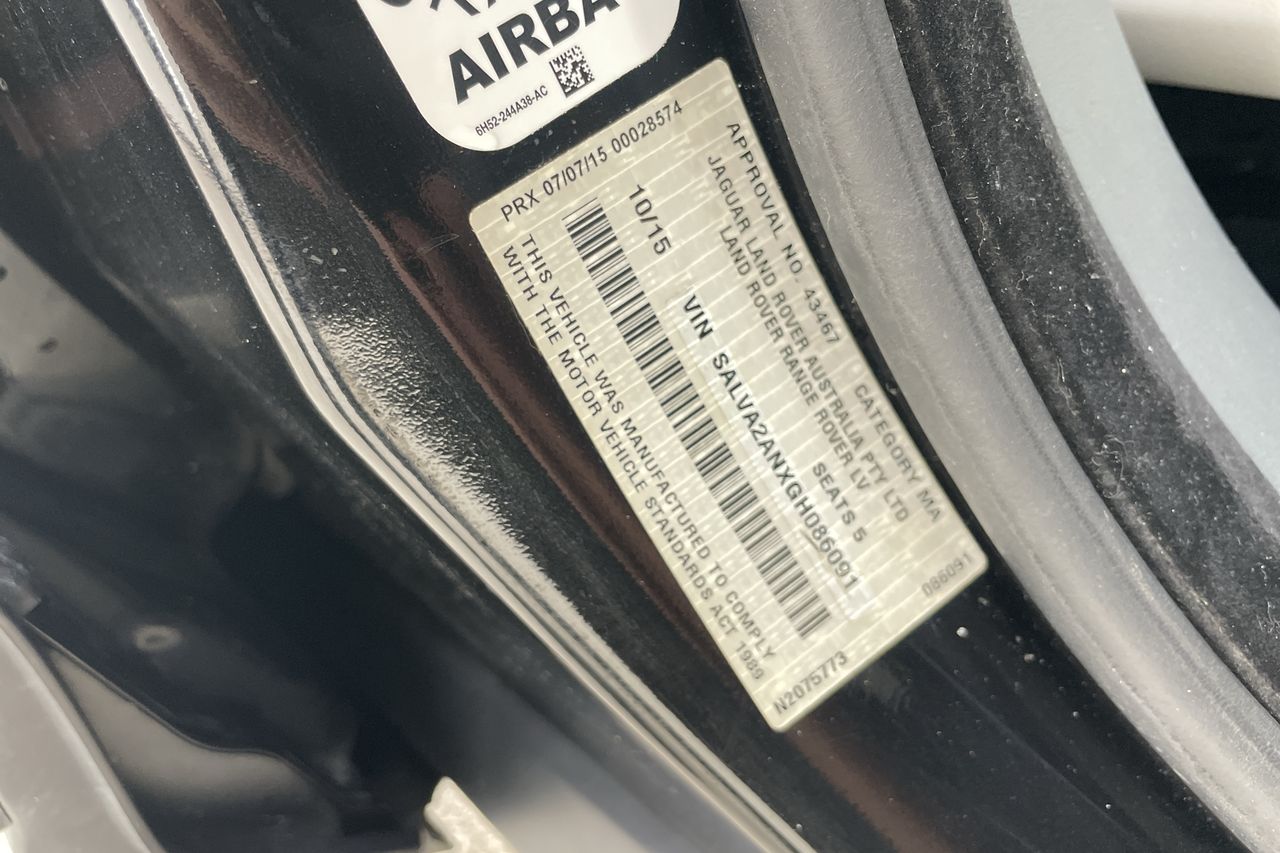 AIRBA
6H52-244A38-AC
PRX 07/07/15 00028574
APPROVAL NO. 43467 CATEGORY MA
JAGUAR LAND ROVER AUSTRALIA PTY LTD
LAND ROVER RANGE ROVER LV
10/15 SEATS 5
VIN SALVA2ANXGH086091
THIS VEHICLE WAS MANUFACTURED TO COMPLY
WITH THE MOTOR VEHICLE STANDARDS ACT 1989
N2075773 086091